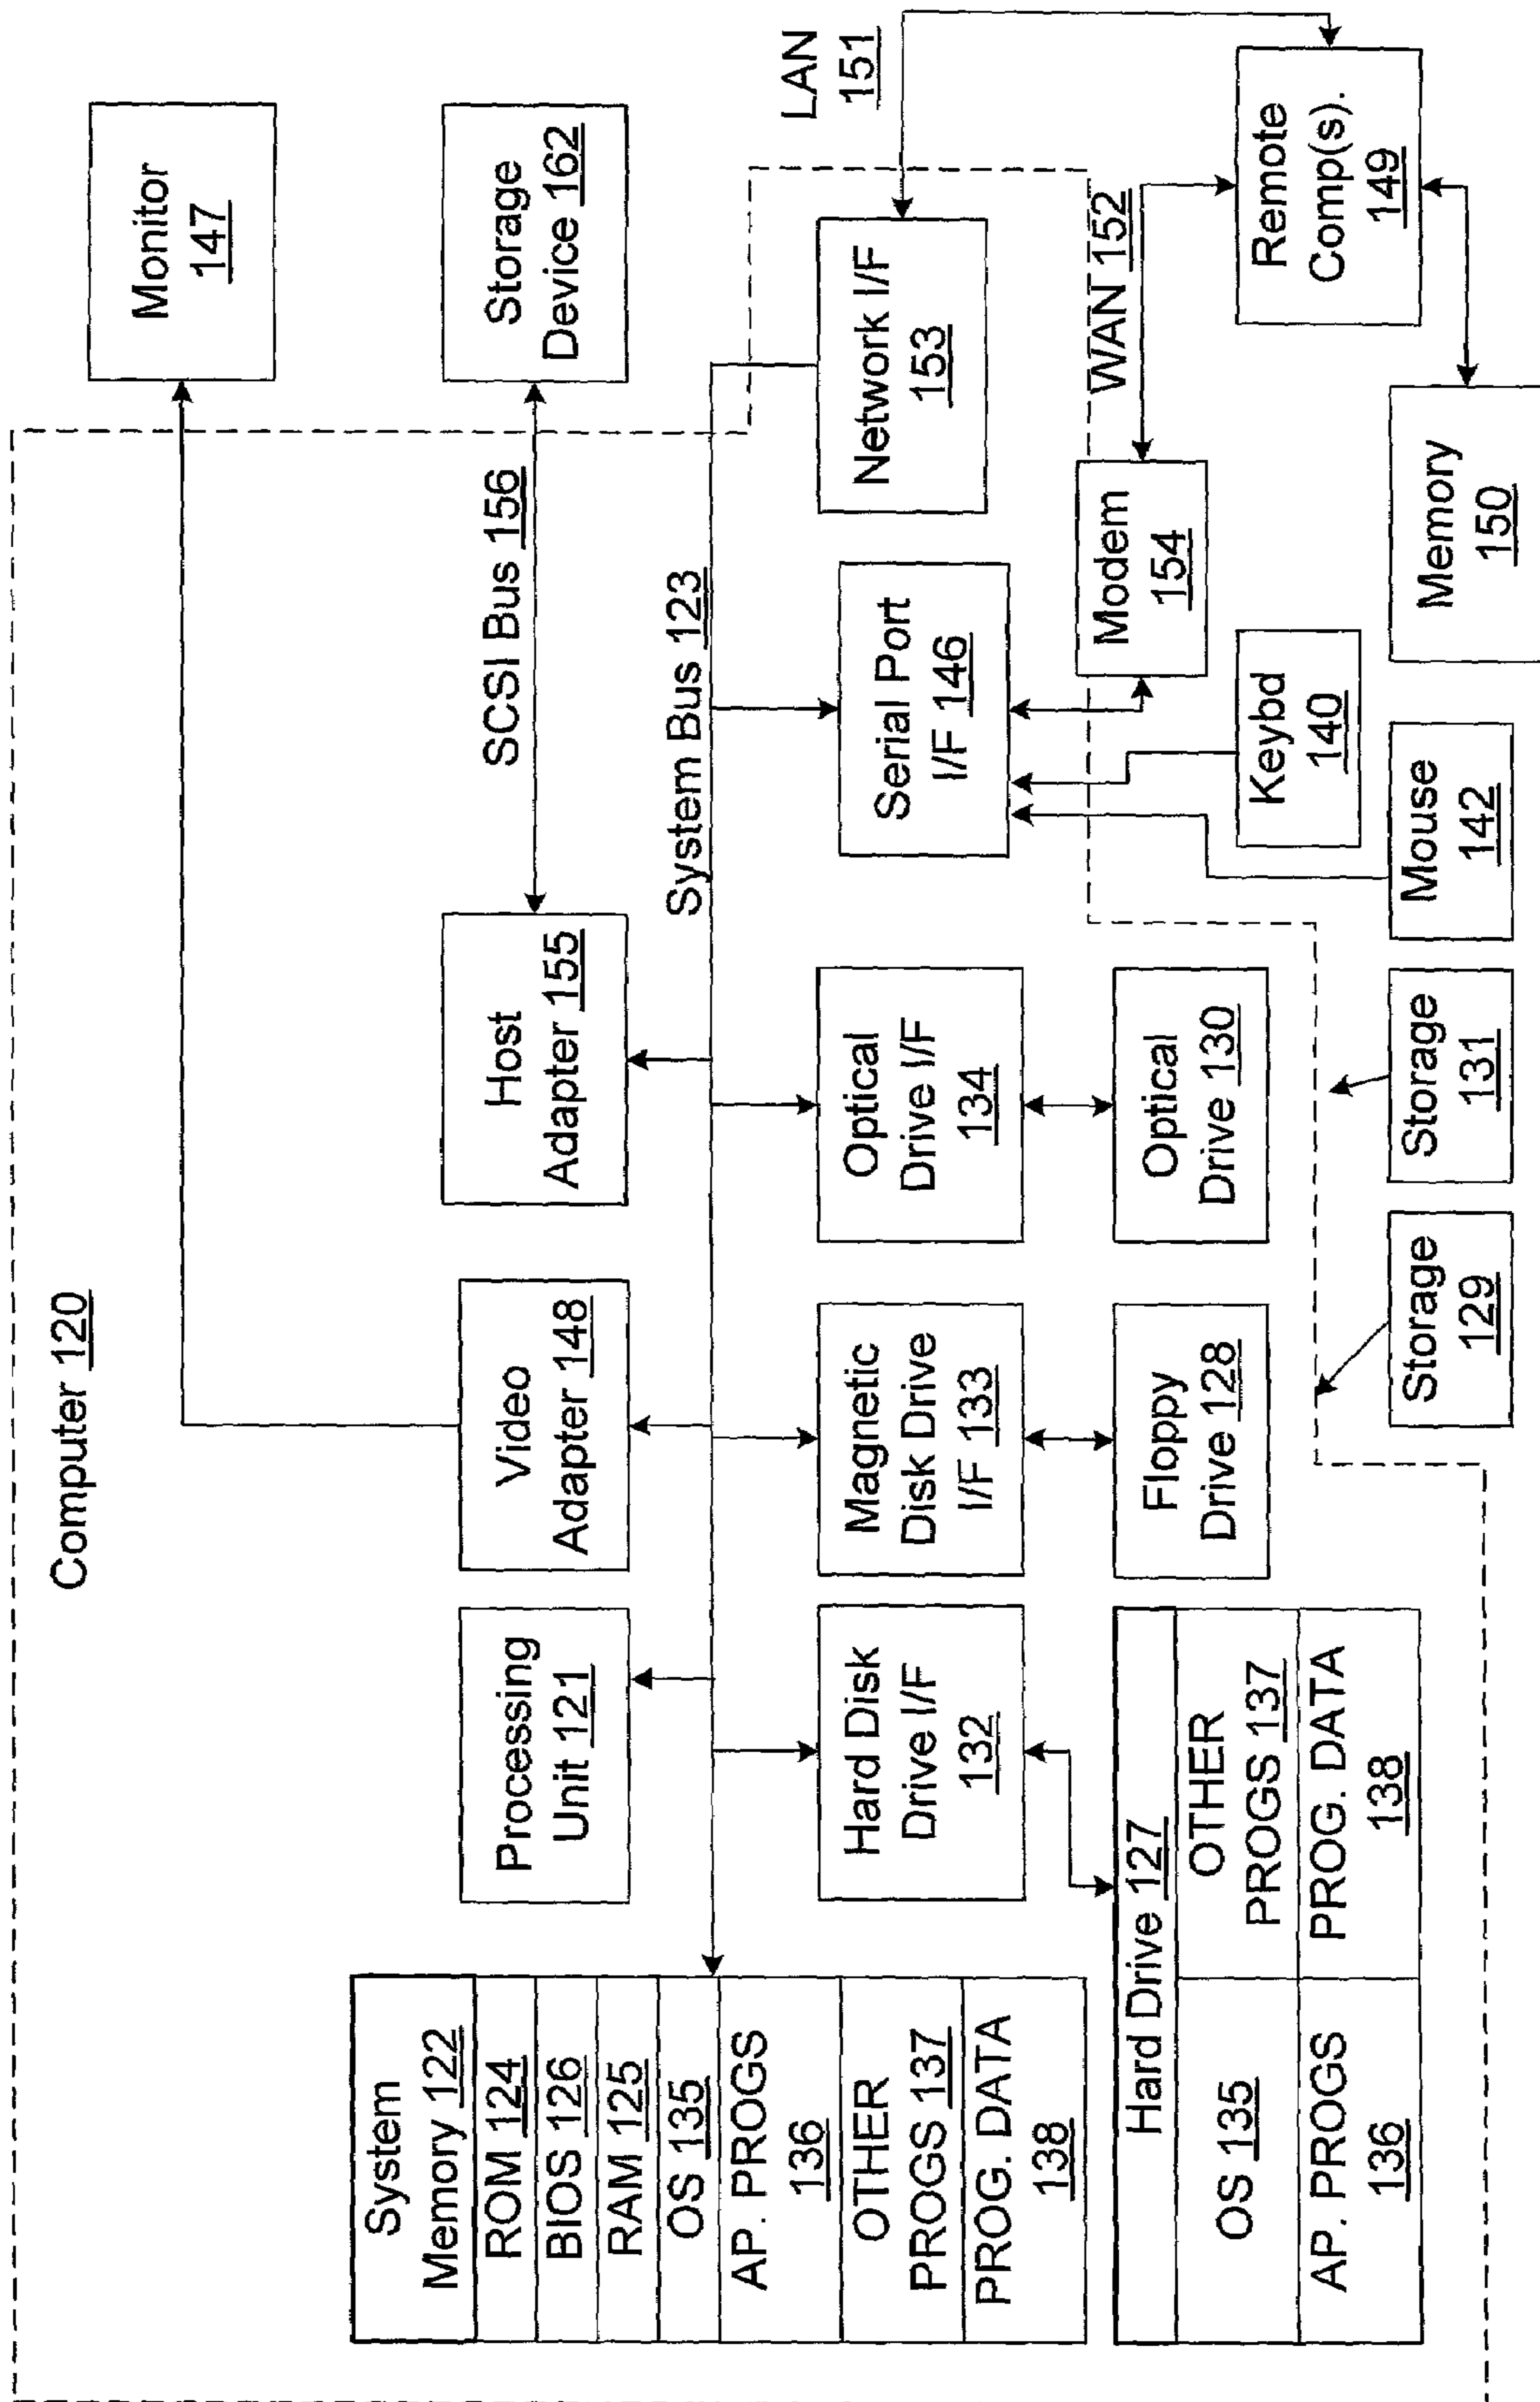 Computer 120
Monitor
147
System
Memory 122
ROM 124
BIOS 126
RAM 125
OS 135
AP. PROGS
136
OTHER
PROGS 137
PROG. DATA
138
Processing
Unit 121
Video
Adapter 148
Host
Adapter 155
SCSI Bus 156
Storage
Device 162
System Bus 123
Hard Disk
Drive I/F
132
Magnetic
Disk Drive
I/F 133
Optical
Drive I/F
134
Serial Port
I/F 146
Network I/F
153
LAN
151
Hard Drive 127
OS 135
OTHER
PROGS 137
AP. PROGS
136
PROG. DATA
138
Floppy
Drive 128
Optical
Drive 130
Modem
154
WAN 152
Keybd
140
Remote
Comp(s).
149
Storage
129
Storage
131
Mouse
142
Memory
150